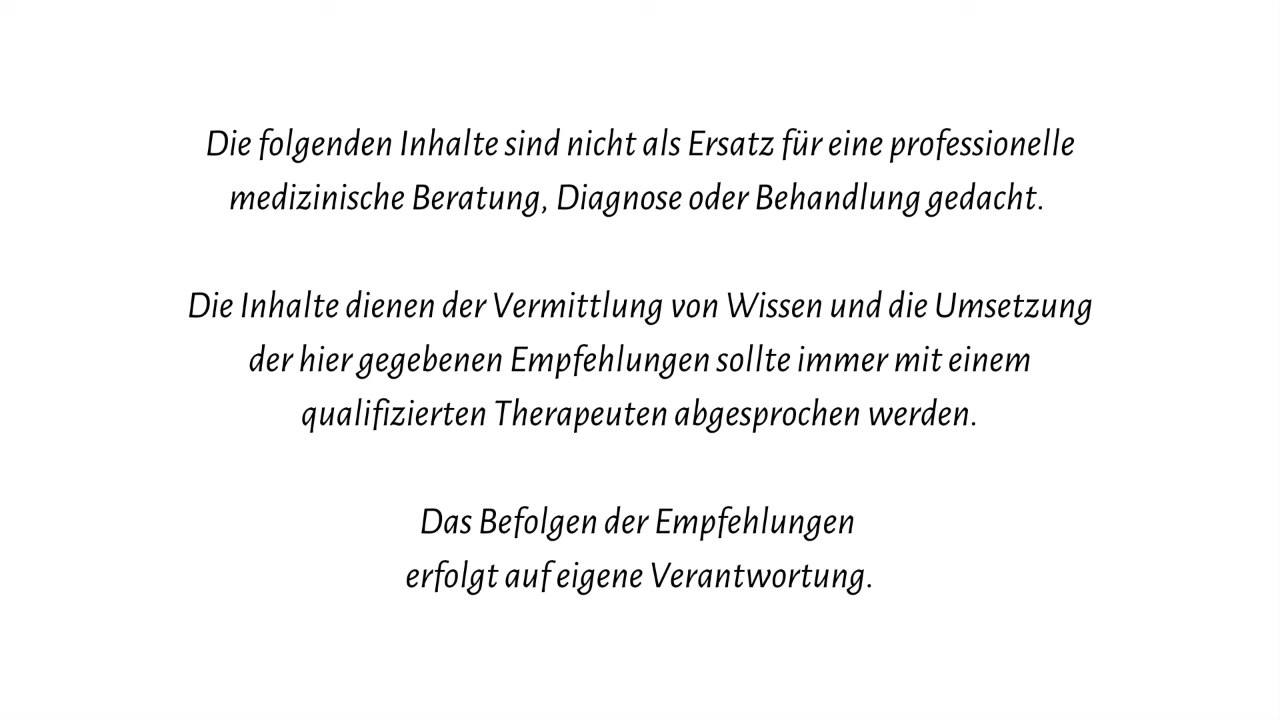 Die folgenden Inhalte sind nicht als Ersatz für eine professionelle
medizinische Beratung, Diagnose oder Behandlung gedacht.
Die Inhalte dienen der Vermittlung von Wissen und die Umsetzung
der hier gegebenen Empfehlungen sollte immer mit einem
qualifizierten Therapeuten abgesprochen werden.
Das Befolgen der Empfehlungen
erfolgt auf eigene Verantwortung.